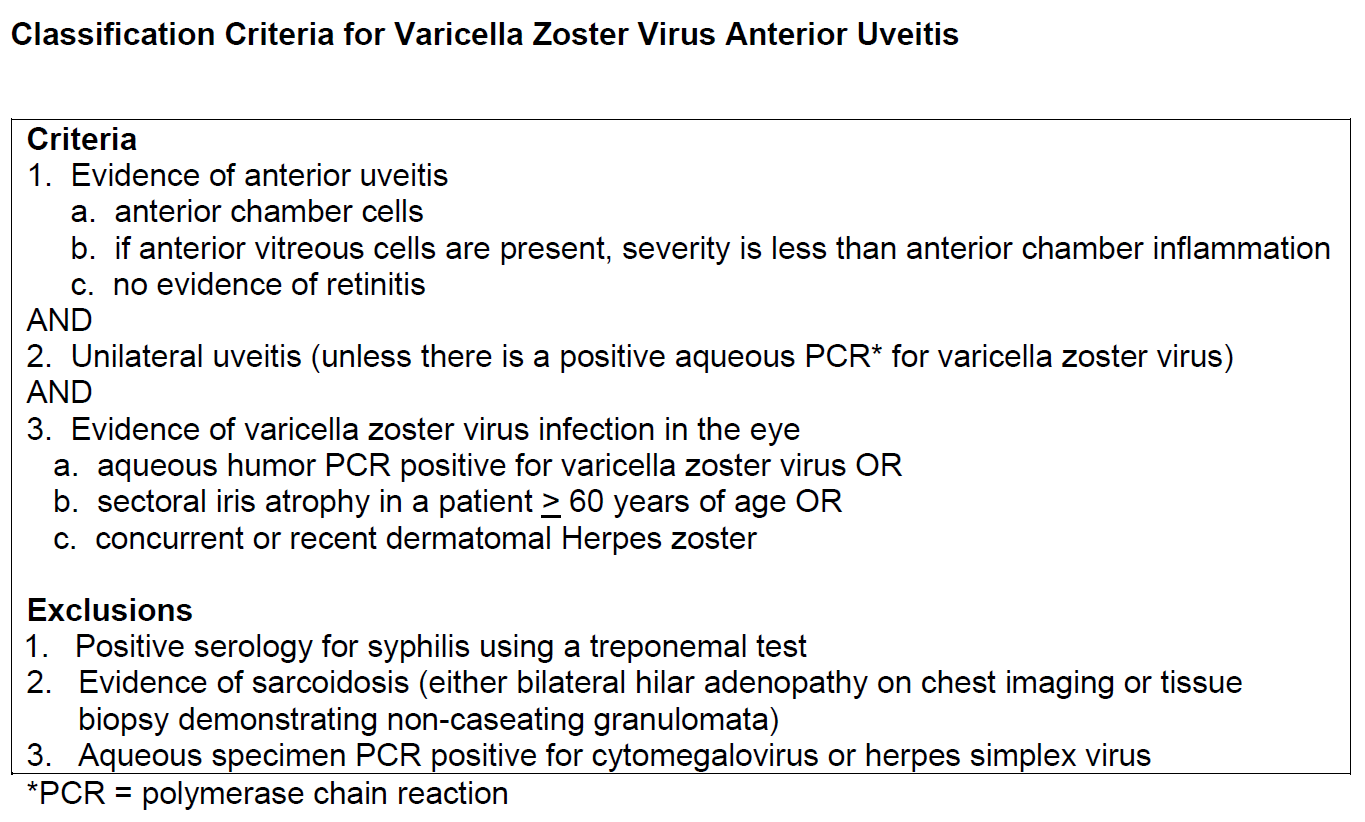 Classification Criteria for Varicella Zoster Virus Anterior Uveitis
Criteria
1. Evidence of anterior uveitis
a. anterior chamber cells
b. if anterior vitreous cells are present, severity is less than anterior chamber inflammation
c. no evidence of retinitis
AND
2. Unilateral uveitis (unless there is a positive aqueous PCR* for varicella zoster virus)
AND
3. Evidence of varicella zoster virus infection in the eye
a. aqueous humor PCR positive for varicella zoster virus OR
b. sectoral iris atrophy in a patient ≥ 60 years of age OR
c. concurrent or recent dermatomal Herpes zoster
Exclusions
1. Positive serology for syphilis using a treponemal test
2. Evidence of sarcoidosis (either bilateral hilar adenopathy on chest imaging or tissue
biopsy demonstrating non-caseating granulomata)
3. Aqueous specimen PCR positive for cytomegalovirus or herpes simplex virus
*PCR = polymerase chain reaction